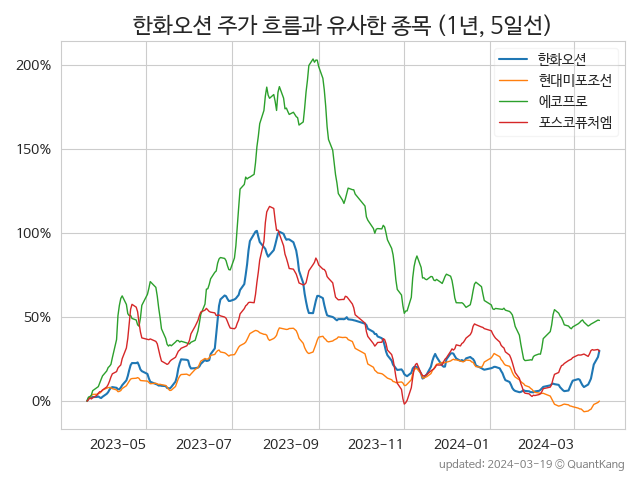 한화오션 주가 흐름과 유사한 종목 (1년, 5일선)
한화오션
현대미포조선
에코프로
포스코퓨처엠
200%
150%
100%
50%
0%
2023-05 2023-07 2023-09 2023-11 2024-01 2024-03
updated: 2024-03-19 © QuantKang